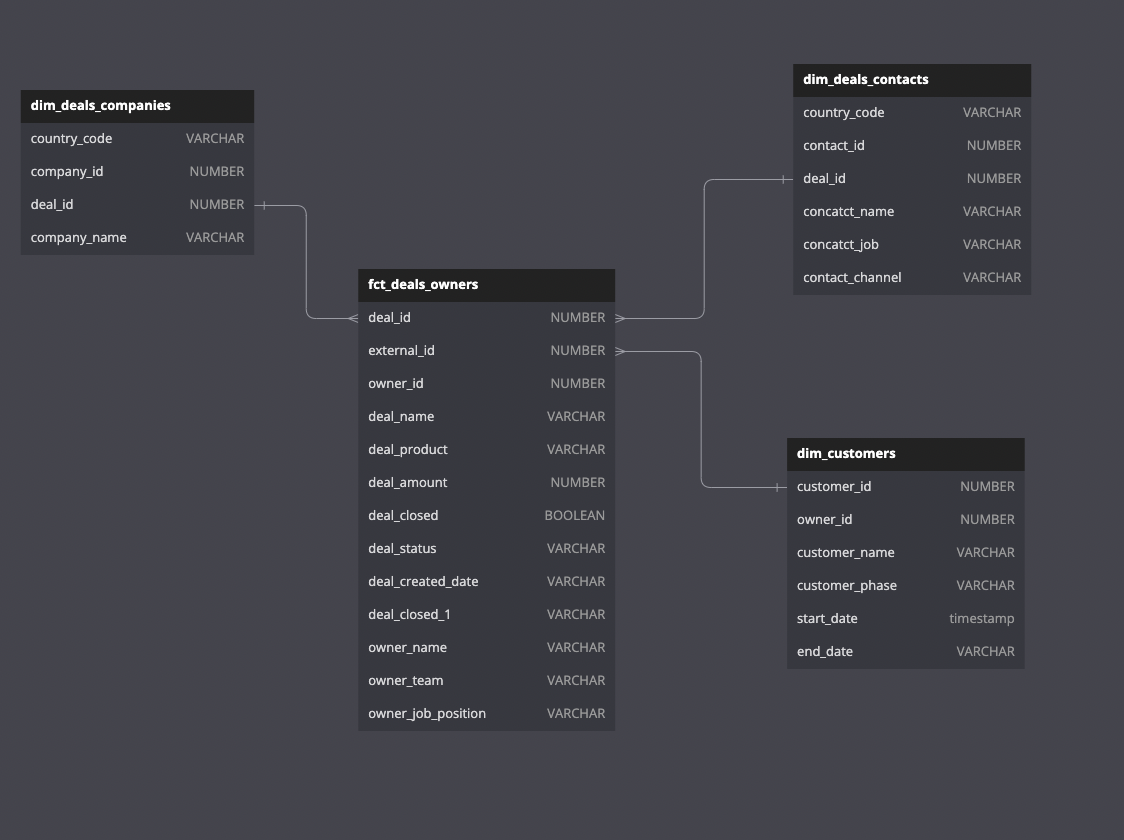 dim_deals_companies
country_code VARCHAR
company_id NUMBER
deal_id NUMBER
company_name VARCHAR
dim_deals_contacts
country_code VARCHAR
contact_id NUMBER
deal_id NUMBER
concatct_name VARCHAR
concatct_job VARCHAR
contact_channel VARCHAR
fct_deals_owners
deal_id NUMBER
external_id NUMBER
owner_id NUMBER
deal_name VARCHAR
deal_product VARCHAR
deal_amount NUMBER
deal_closed BOOLEAN
deal_status VARCHAR
deal_created_date VARCHAR
deal_closed_1 VARCHAR
owner_name VARCHAR
owner_team VARCHAR
owner_job_position VARCHAR
dim_customers
customer_id NUMBER
owner_id NUMBER
customer_name VARCHAR
customer_phase VARCHAR
start_date timestamp
end_date VARCHAR